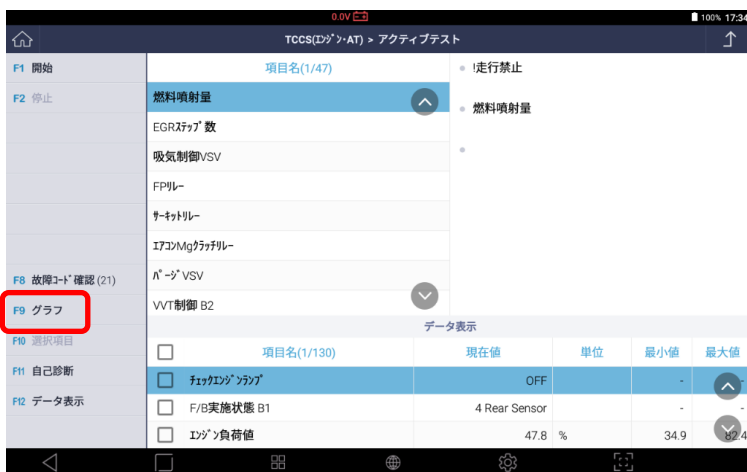 0.0V
100% 17:34
TCCS(ｴﾝｼﾞﾝ･AT) > アクティブテスト
F1 開始
F2 停止
F8 故障ｺｰﾄﾞ確認 (21)
F9 グラフ
F10 選択項目
F11 自己診断
F12 データ表示
項目名(1/47)
燃料噴射量
EGRｽﾃｯﾌﾟ数
吸気制御VSV
FPﾘﾚｰ
ｻｰｷｯﾄﾘﾚｰ
ｴｱｺﾝMgｸﾗｯﾁﾘﾚｰ
ﾊﾟｰｼﾞVSV
VVT制御 B2
!走行禁止
燃料噴射量
データ表示
項目名(1/130) 現在値 単位 最小値 最大値
ﾁｪｯｸｴﾝｼﾞﾝﾗﾝﾌﾟ OFF - -
F/B実施状態 B1 4 Rear Sensor - -
ｴﾝｼﾞﾝ負荷値 47.8 % 34.9 82.4